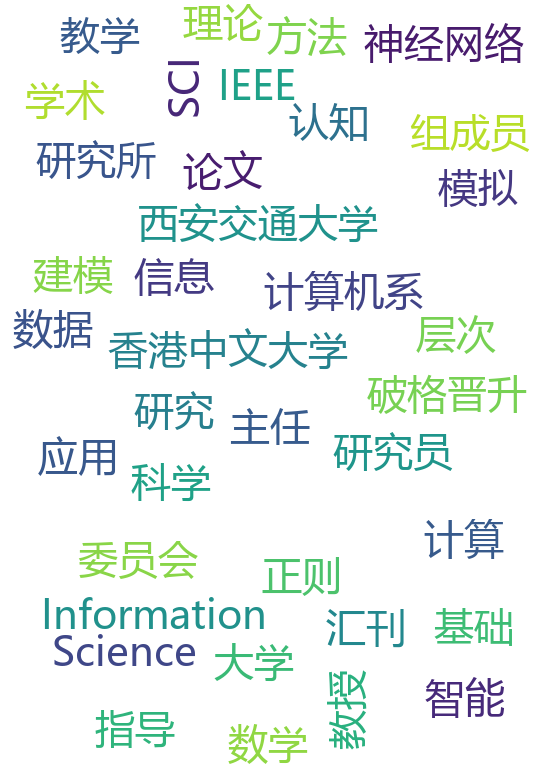 教学
理论
方法
神经网络
学术
SCI
IEEE
认知
组成员
研究所
论文
模拟
西安交通大学
建模
信息
计算机系
数据
香港中文大学
层次
破格晋升
研究
主任
研究员
应用
科学
计算
委员会
正则
Information
汇刊
基础
Science
大学
教授
智能
指导
数学